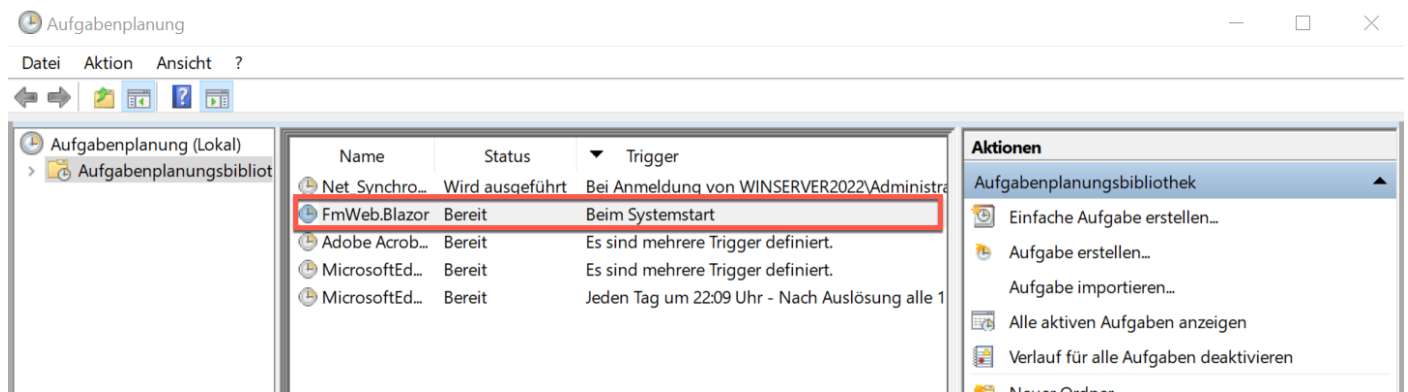 Aufgabenplanung
Datei Aktion Ansicht ?
Aufgabenplanung (Lokal)
Aufgabenplanungsbibliot
Name Status Trigger
Net_Synchro... Wird ausgeführt Bei Anmeldung von WINSERVER2022\Administra
FmWeb.Blazor Bereit Beim Systemstart
Adobe Acrob... Bereit Es sind mehrere Trigger definiert.
MicrosoftEd... Bereit Es sind mehrere Trigger definiert.
MicrosoftEd... Bereit Jeden Tag um 22:09 Uhr - Nach Auslösung alle 1
Aktionen
Aufgabenplanungsbibliothek
Einfache Aufgabe erstellen...
Aufgabe erstellen...
Aufgabe importieren...
Alle aktiven Aufgaben anzeigen
Verlauf für alle Aufgaben deaktivieren
Neuer Ordner